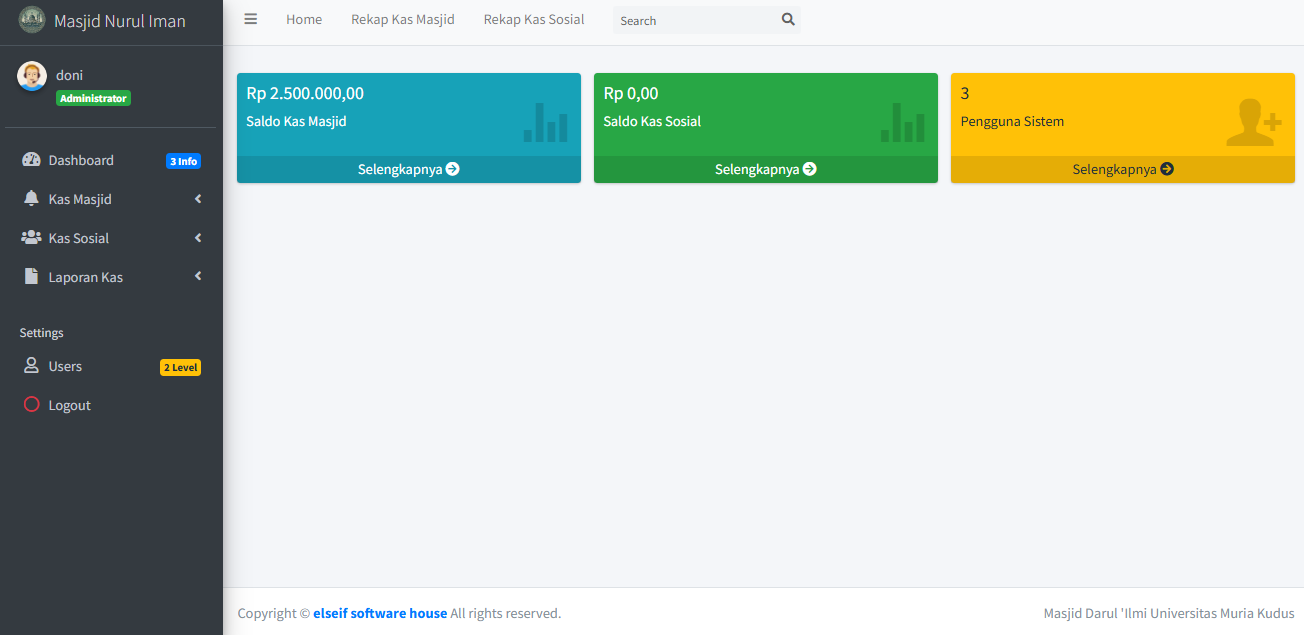 Masjid Nurul Iman
Home Rekap Kas Masjid Rekap Kas Sosial Search
doni
Administrator
Dashboard 3 Info
Kas Masjid
Kas Sosial
Laporan Kas
Settings
Users 2 Level
Logout
Rp 2.500.000,00
Saldo Kas Masjid
Selengkapnya
Rp 0,00
Saldo Kas Sosial
Selengkapnya
3
Pengguna Sistem
Selengkapnya
Copyright © elseif software house All rights reserved.
Masjid Darul 'Ilmi Universitas Muria Kudus